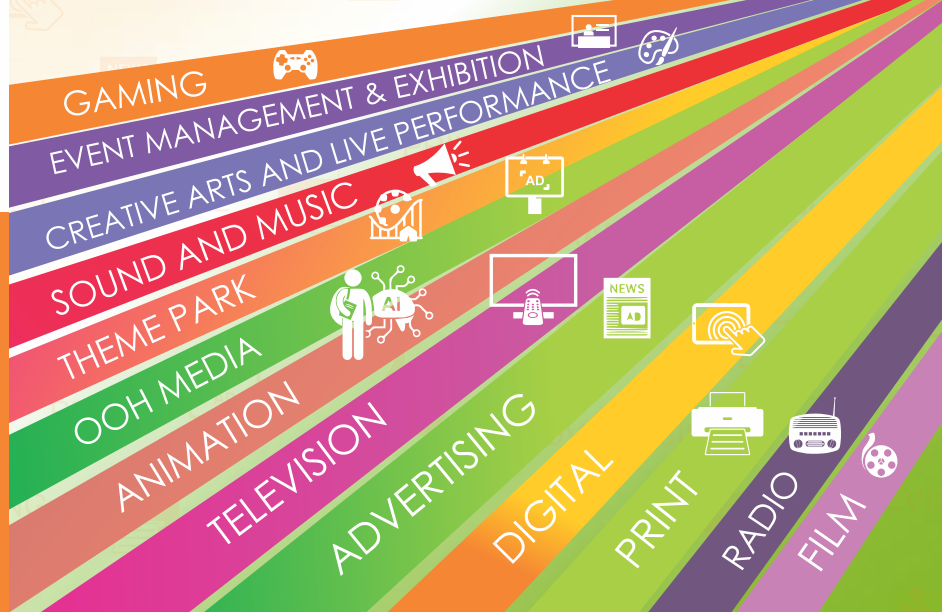 GAMING
EVENT MANAGEMENT & EXHIBITION
CREATIVE ARTS AND LIVE PERFORMANCE
SOUND AND MUSIC
THEME PARK
OOH MEDIA
ANIMATION
TELEVISION
ADVERTISING
DIGITAL
PRINT
RADIO
FILM
AD
AI
NEWS
AD